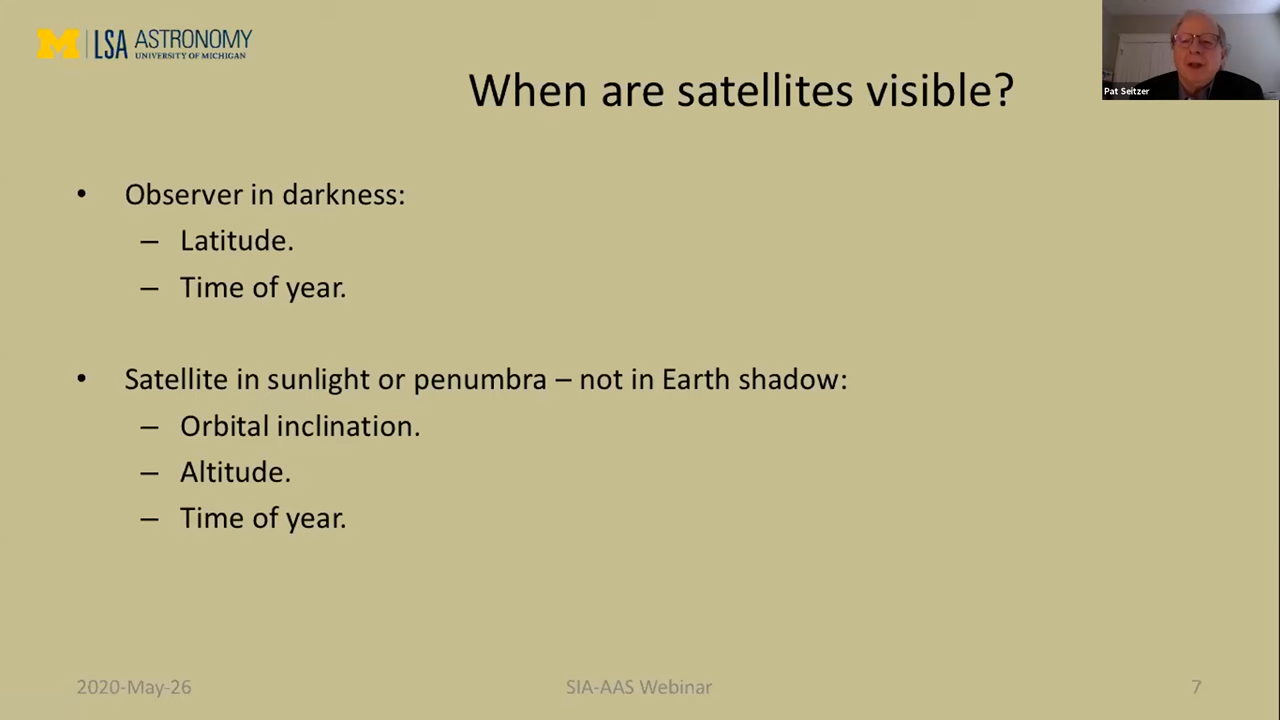 M | LSA ASTRONOMY
UNIVERSITY OF MICHIGAN
When are satellites visible?
Pat Seitzer
• Observer in darkness:
– Latitude.
– Time of year.
• Satellite in sunlight or penumbra – not in Earth shadow:
– Orbital inclination.
– Altitude.
– Time of year.
2020-May-26
SIA-AAS Webinar
7